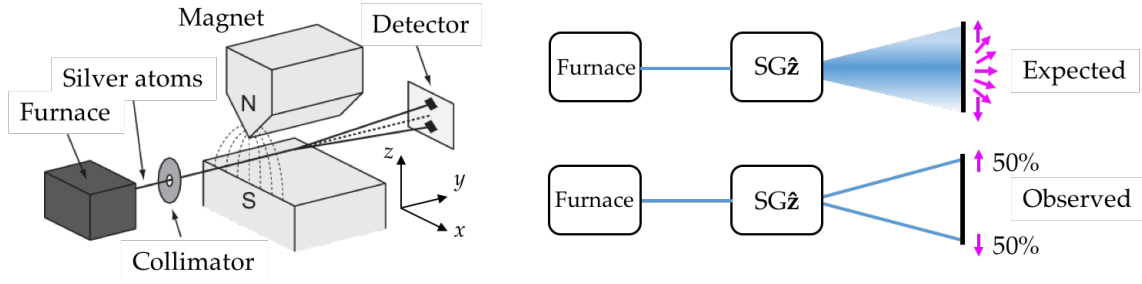 Magnet
Detector
Silver atoms
Furnace
N
S
z
y
x
Collimator
Furnace
SGẑ
Expected
Furnace
SGẑ
50%
Observed
50%